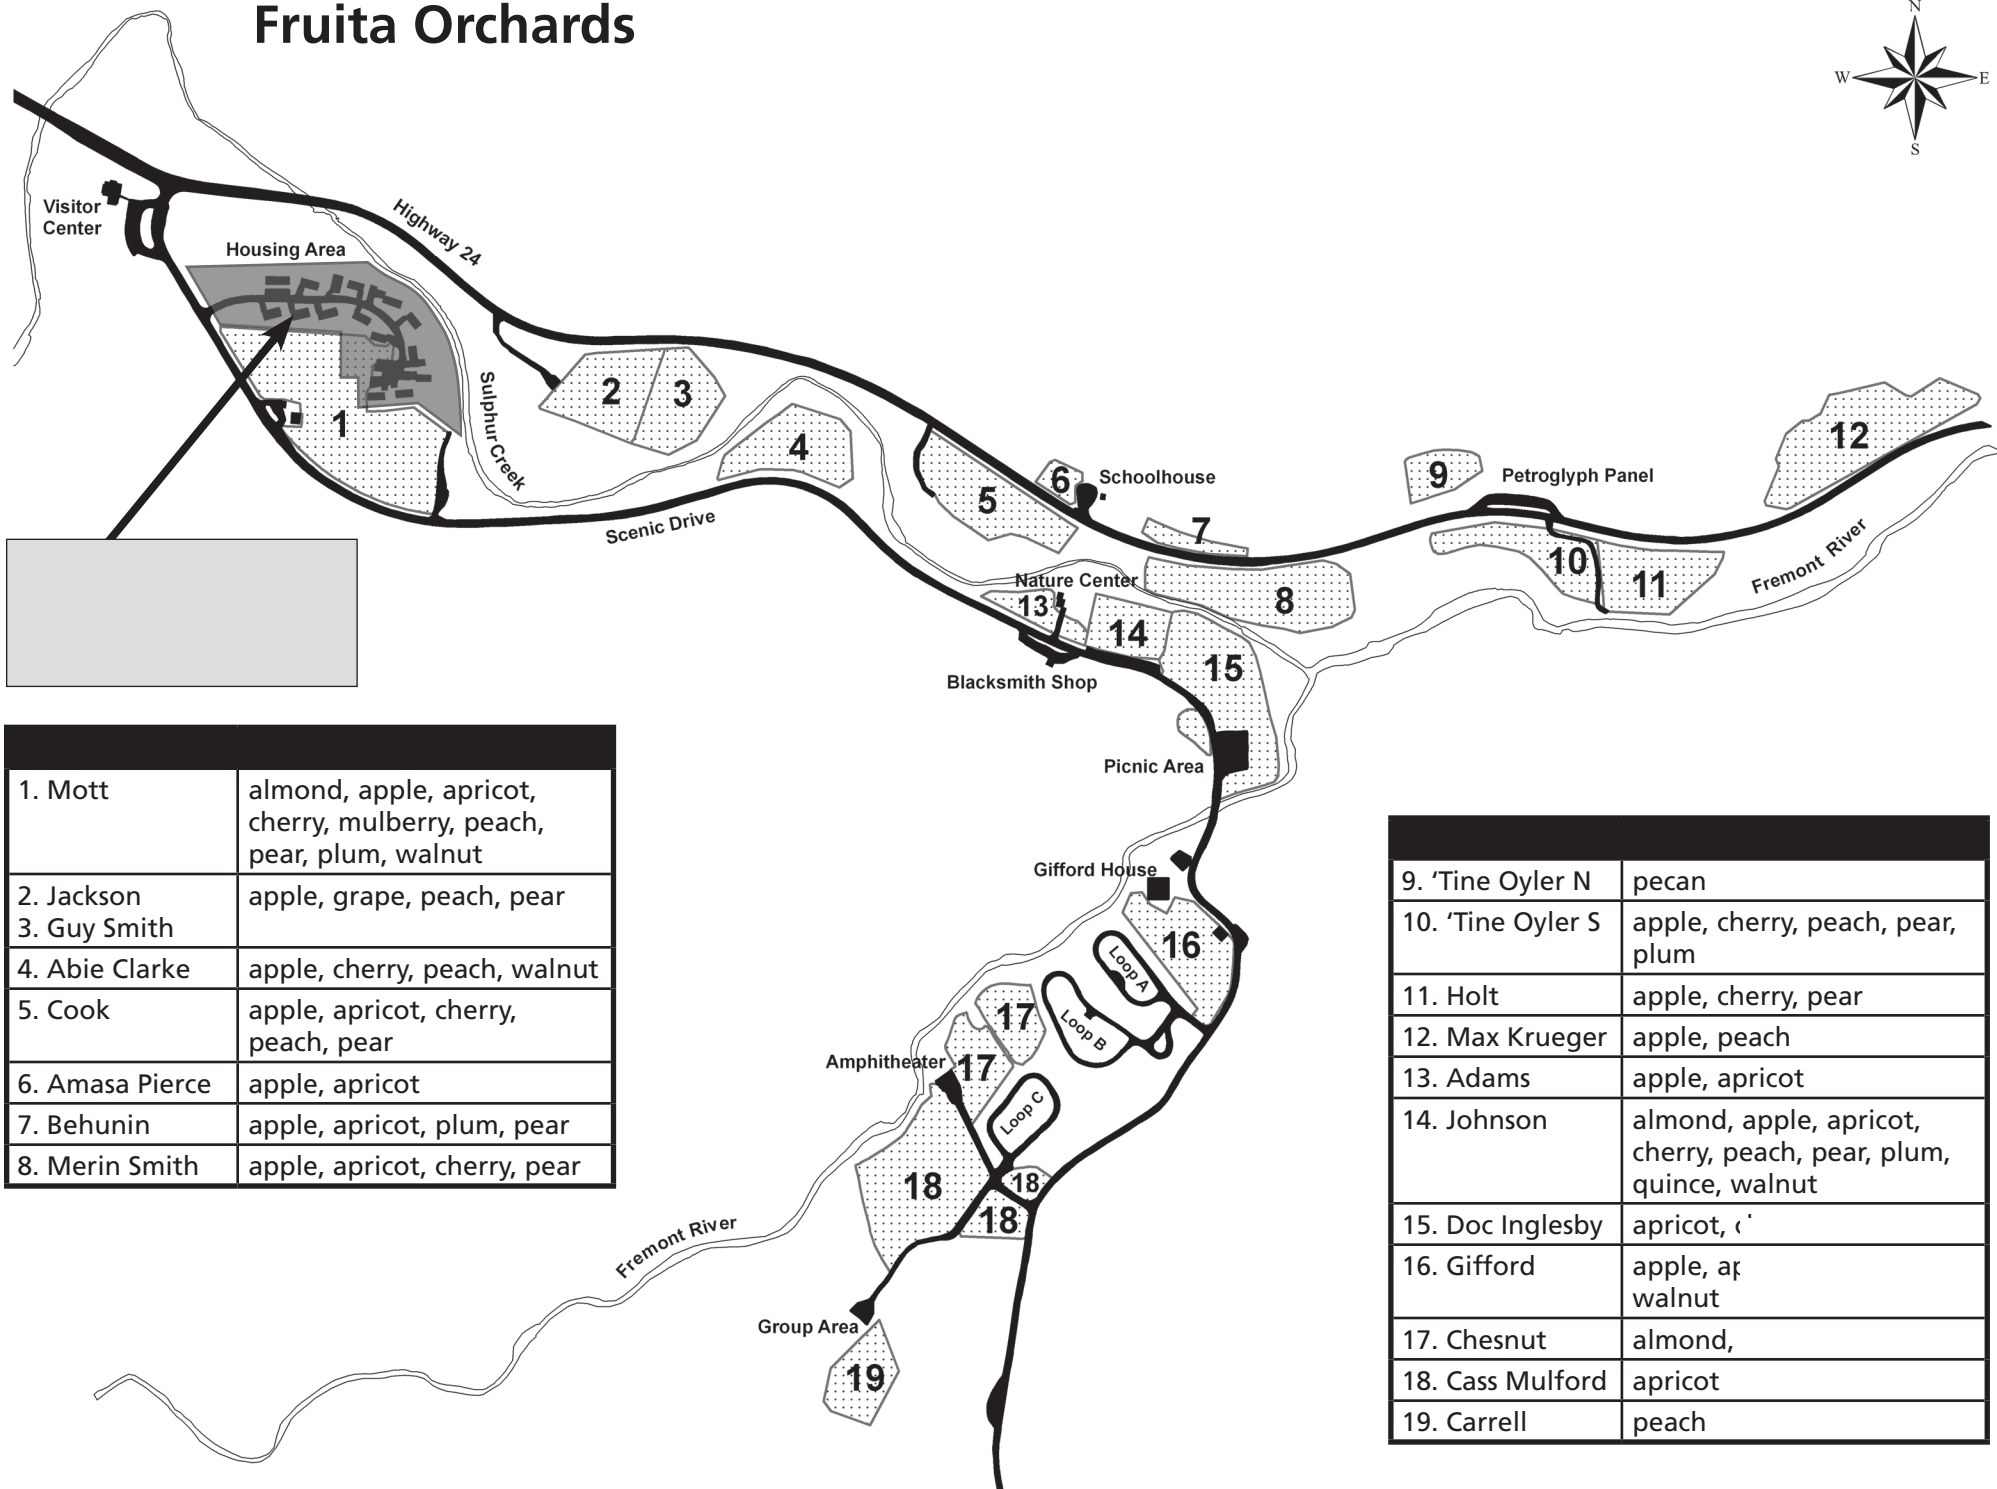 Fruita Orchards
N
W E
S
Visitor
Center
Highway 24
Housing Area
Sulphur Creek
1
2
3
4
5
6
Schoolhouse
7
8
9
Petroglyph Panel
10
11
12
Fremont River
Scenic Drive
Nature Center
13
14
15
Blacksmith Shop
Picnic Area
Gifford House
16
Loop A
Loop B
17
17
Amphitheater
Loop C
18
18
18
Fremont River
Group Area
19
1. Mott almond, apple, apricot,
cherry, mulberry, peach,
pear, plum, walnut
2. Jackson apple, grape, peach, pear
3. Guy Smith
4. Abie Clarke apple, cherry, peach, walnut
5. Cook apple, apricot, cherry,
peach, pear
6. Amasa Pierce apple, apricot
7. Behunin apple, apricot, plum, pear
8. Merin Smith apple, apricot, cherry, pear
9. ‘Tine Oyler N pecan
10. ‘Tine Oyler S apple, cherry, peach, pear,
plum
11. Holt apple, cherry, pear
12. Max Krueger apple, peach
13. Adams apple, apricot
14. Johnson almond, apple, apricot,
cherry, peach, pear, plum,
quince, walnut
15. Doc Inglesby apricot,
16. Gifford apple,
walnut
17. Chesnut almond,
18. Cass Mulford apricot
19. Carrell peach